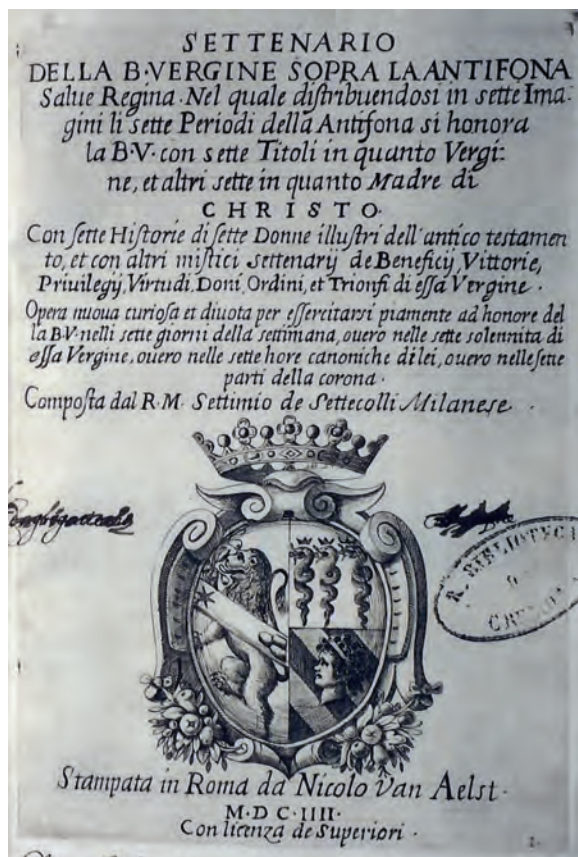 SETTENARIO
DELLA B·VERGINE SOPRA LA ANTIFONA
Salue Regina·Nel quale diſtribuendoſi in sette Ima-
gini li sette Periodi della Antifona si honora
la B·V· con sette Titoli in quanto Vergi:
ne, et altri sette in quanto Madre di
CHRISTO·
Con ſette Hiſtorie di ſette Donne illuſtri dell'antico teſtamen
to, et con altri miſtici ſettenarij de Beneficij, Vittorie,
Priuilegij, Virtudi, Doni, Ordini, et Trionfi di eſſa Vergine ·
Opera nuoua curioſa et diuota per eſſercitarſi piamente ad honore del
la B·V· nelli sette giorni della ſettimana, ouero nelle ſette ſolennita di
eſſa Vergine, ouero nelle ſette hore canoniche di lei, ouero nelle ſette
parti della corona ·
Compoſta dal R·M· Settimio de Settecolli Milanese ·
R. BIBLIOTECA
Stampata in Roma da Nicolo Van Aelst·
M·D C·IIII·
Con licenza de Superiori ·